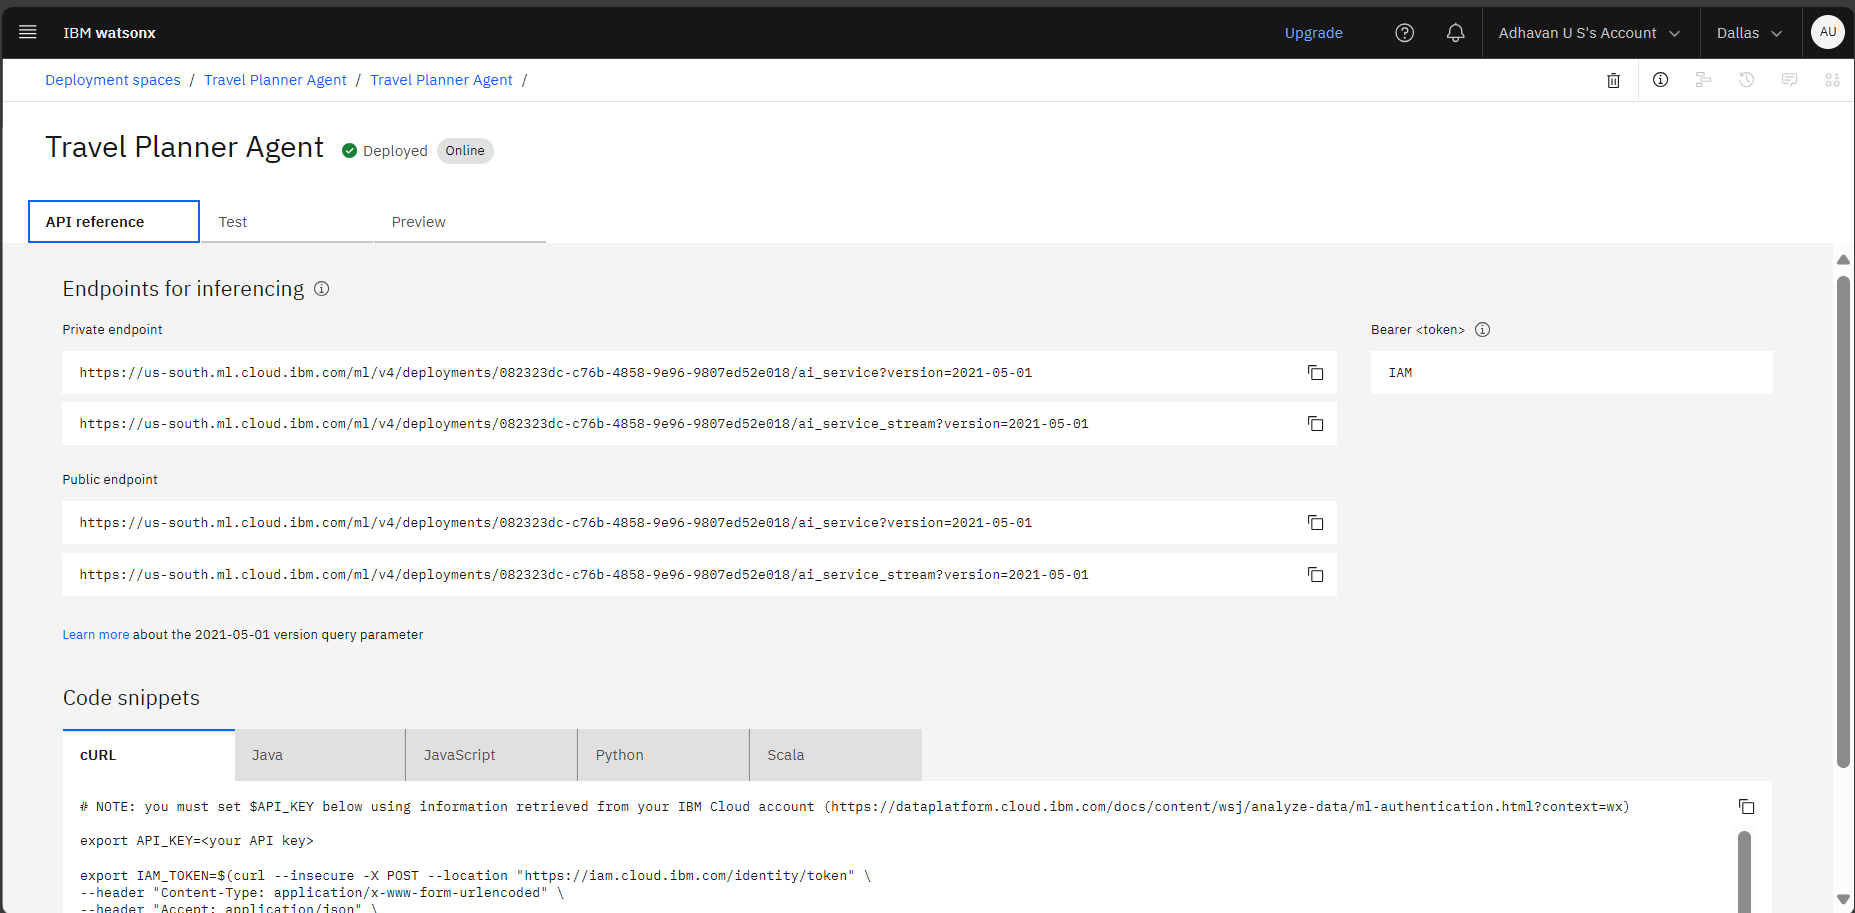 IBM watsonx
Upgrade
Adhavan U S's Account
Dallas
AU
Deployment spaces / Travel Planner Agent / Travel Planner Agent /
Travel Planner Agent
Deployed
Online
API reference
Test
Preview
Endpoints for inferencing
Private endpoint
Bearer <token>
https://us-south.ml.cloud.ibm.com/ml/v4/deployments/082323dc-c76b-4858-9e96-9807ed52e018/ai_service?version=2021-05-01
IAM
https://us-south.ml.cloud.ibm.com/ml/v4/deployments/082323dc-c76b-4858-9e96-9807ed52e018/ai_service_stream?version=2021-05-01
Public endpoint
https://us-south.ml.cloud.ibm.com/ml/v4/deployments/082323dc-c76b-4858-9e96-9807ed52e018/ai_service?version=2021-05-01
https://us-south.ml.cloud.ibm.com/ml/v4/deployments/082323dc-c76b-4858-9e96-9807ed52e018/ai_service_stream?version=2021-05-01
Learn more about the 2021-05-01 version query parameter
Code snippets
cURL
Java
JavaScript
Python
Scala
# NOTE: you must set $API_KEY below using information retrieved from your IBM Cloud account (https://dataplatform.cloud.ibm.com/docs/content/wsj/analyze-data/ml-authentication.html?context=wx)
export API_KEY=<your API key>
export IAM_TOKEN=$(curl --insecure -X POST --location "https://iam.cloud.ibm.com/identity/token" \
--header "Content-Type: application/x-www-form-urlencoded" \
--header "Accept: application/json" \